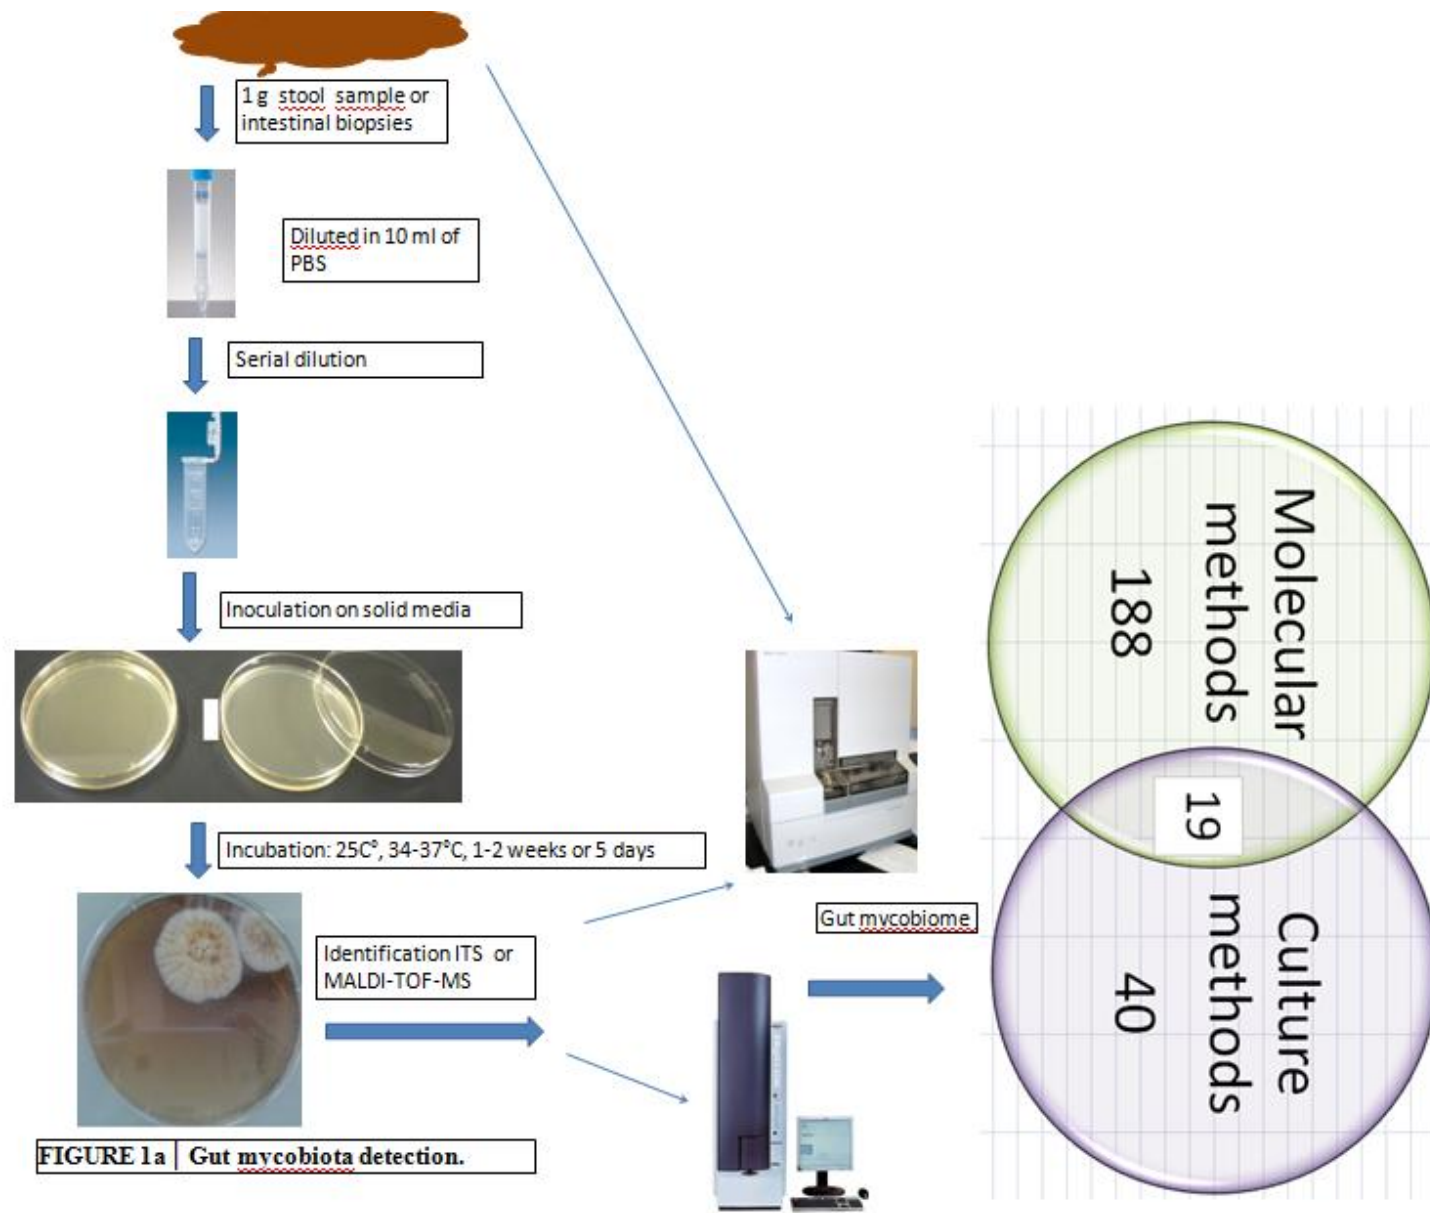 1 g stool sample or
intestinal biopsies
Diluted in 10 ml of
PBS
Serial dilution
Inoculation on solid media
Incubation: 25C⁰, 34-37⁰C, 1-2 weeks or 5 days
Identification ITS or
MALDI-TOF-MS
Gut mycobiome
Molecular
methods
188
19
Culture
methods
40
FIGURE 1a | Gut mycobiota detection.